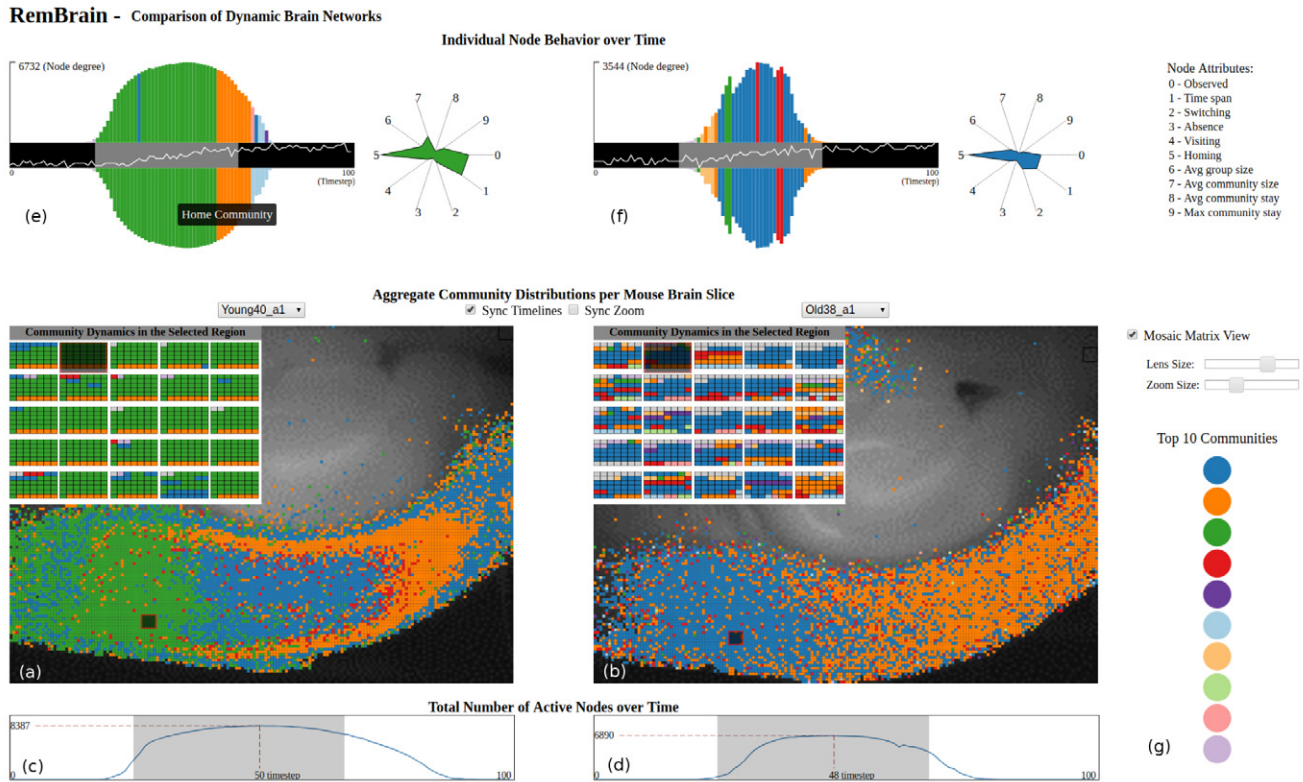 RemBrain - Comparison of Dynamic Brain Networks
Individual Node Behavior over Time
6732 (Node degree)
0
100
(Timestep)
(e)
Home Community
7
8
6
9
5
0
4
1
3
2
3544 (Node degree)
0
100
(Timestep)
(f)
7
8
6
9
5
0
4
1
3
2
Node Attributes:
0 - Observed
1 - Time span
2 - Switching
3 - Absence
4 - Visiting
5 - Homing
6 - Avg group size
7 - Avg community size
8 - Avg community stay
9 - Max community stay
Aggregate Community Distributions per Mouse Brain Slice
Young40_a1
Sync Timelines
Sync Zoom
Old38_a1
Community Dynamics in the Selected Region
(a)
Community Dynamics in the Selected Region
(b)
Mosaic Matrix View
Lens Size:
Zoom Size:
Top 10 Communities
(g)
Total Number of Active Nodes over Time
8387
(c)
0
50 timestep
100
6890
(d)
0
48 timestep
100